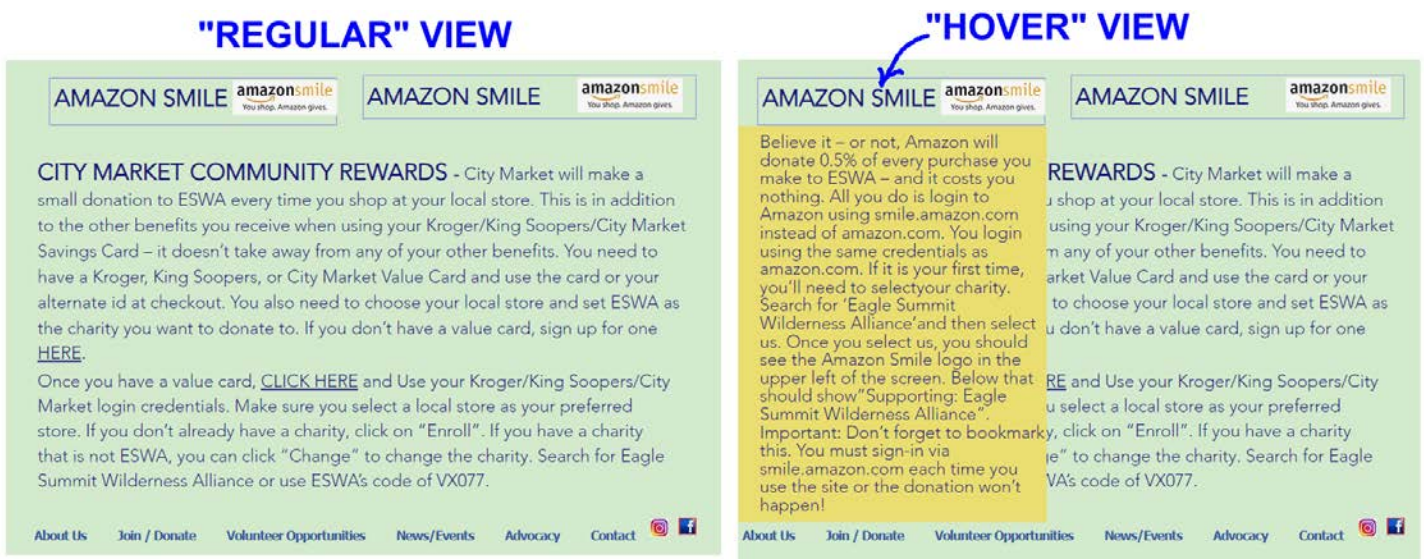 "REGULAR" VIEW
AMAZON SMILE amazonsmile
You shop. Amazon gives.
AMAZON SMILE amazonsmile
You shop. Amazon gives.
CITY MARKET COMMUNITY REWARDS - City Market will make a
small donation to ESWA every time you shop at your local store. This is in addition
to the other benefits you receive when using your Kroger/King Soopers/City Market
Savings Card – it doesn't take away from any of your other benefits. You need to
have a Kroger, King Soopers, or City Market Value Card and use the card or your
alternate id at checkout. You also need to choose your local store and set ESWA as
the charity you want to donate to. If you don't have a value card, sign up for one
HERE.
Once you have a value card, CLICK HERE and Use your Kroger/King Soopers/City
Market login credentials. Make sure you select a local store as your preferred
store. If you don't already have a charity, click on "Enroll". If you have a charity
that is not ESWA, you can click "Change" to change the charity. Search for Eagle
Summit Wilderness Alliance or use ESWA's code of VX077.
About Us Join / Donate Volunteer Opportunities News/Events Advocacy Contact
"HOVER" VIEW
AMAZON SMILE amazonsmile
You shop. Amazon gives.
AMAZON SMILE amazonsmile
You shop. Amazon gives.
Believe it – or not, Amazon will
donate 0.5% of every purchase you
make to ESWA – and it costs you
nothing. All you do is login to
Amazon using smile.amazon.com
instead of amazon.com. You login
using the same credentials as
amazon.com. If it is your first time,
you'll need to selectyour charity.
Search for 'Eagle Summit
Wilderness Alliance'and then select
us. Once you select us, you should
see the Amazon Smile logo in the
upper left of the screen. Below that
should show"Supporting: Eagle
Summit Wilderness Alliance".
Important: Don't forget to bookmark
this. You must sign-in via
smile.amazon.com each time you
use the site or the donation won't
happen!
REWARDS - City Market will make a
shop at your local store. This is in addition
using your Kroger/King Soopers/City Market
any of your other benefits. You need to
Value Card and use the card or your
to choose your local store and set ESWA as
don't have a value card, sign up for one
and Use your Kroger/King Soopers/City
select a local store as your preferred
click on "Enroll". If you have a charity
to change the charity. Search for Eagle
code of VX077.
About Us Join / Donate Volunteer Opportunities News/Events Advocacy Contact